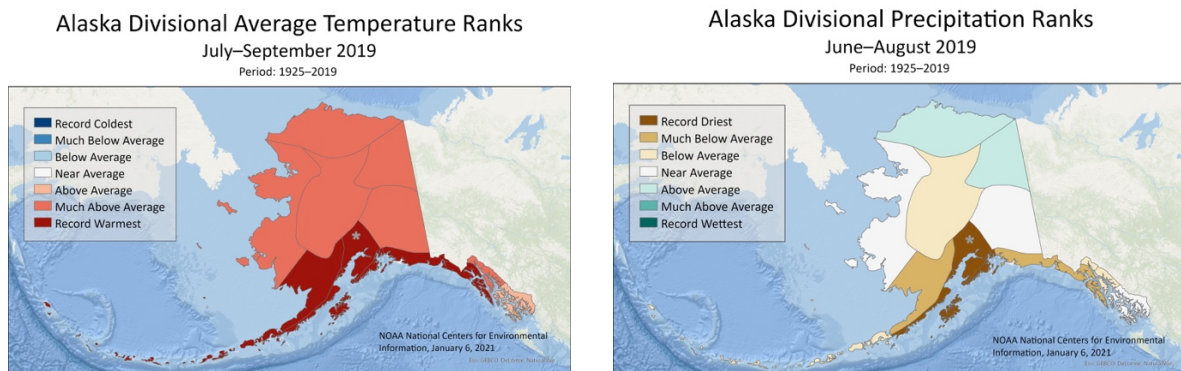 Alaska Divisional Average Temperature Ranks
July–September 2019
Period: 1925–2019
Record Coldest
Much Below Average
Below Average
Near Average
Above Average
Much Above Average
Record Warmest
NOAA National Centers for Environmental
Information, January 6, 2021
Alaska Divisional Precipitation Ranks
June–August 2019
Period: 1925–2019
Record Driest
Much Below Average
Below Average
Near Average
Above Average
Much Above Average
Record Wettest
NOAA National Centers for Environmental
Information, January 6, 2021